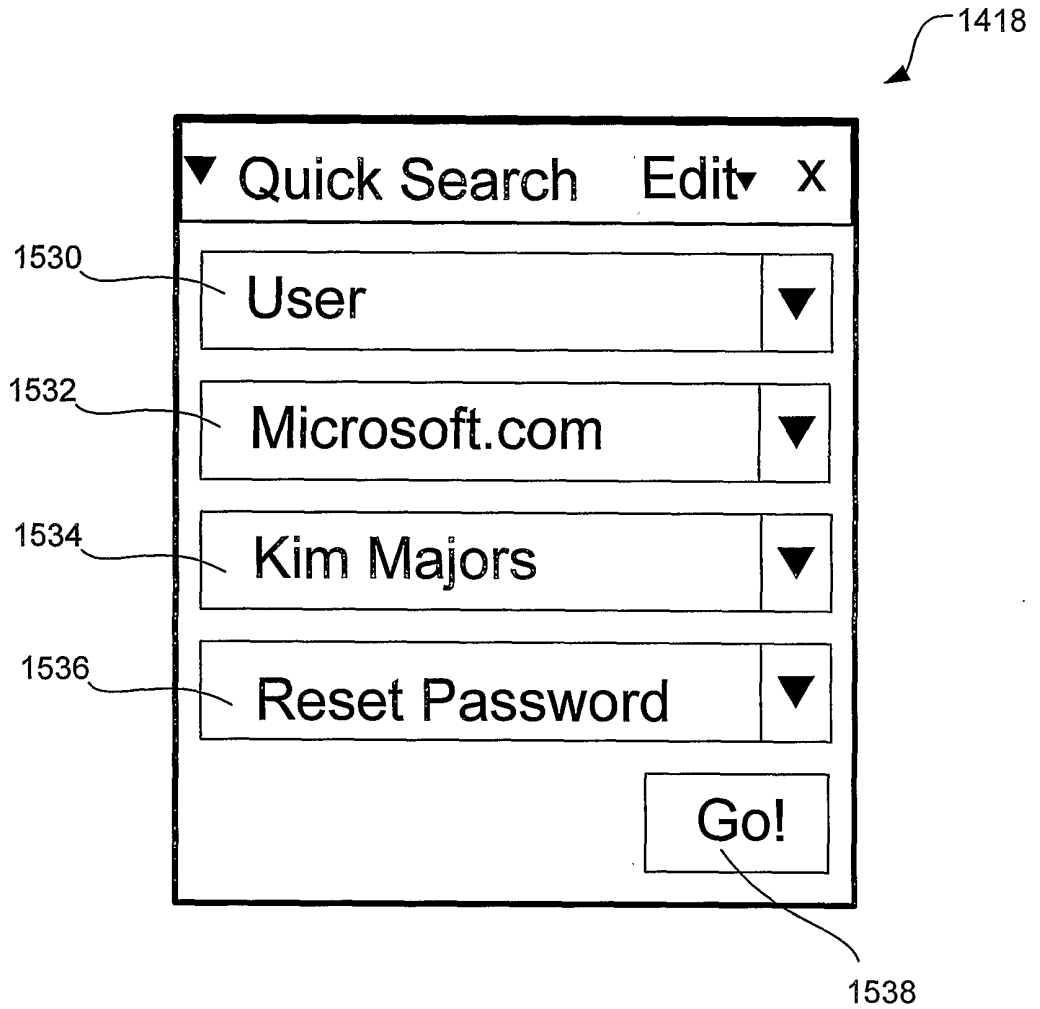 1418
Quick Search Edit x
1530
User
1532
Microsoft.com
1534
Kim Majors
1536
Reset Password
Go!
1538